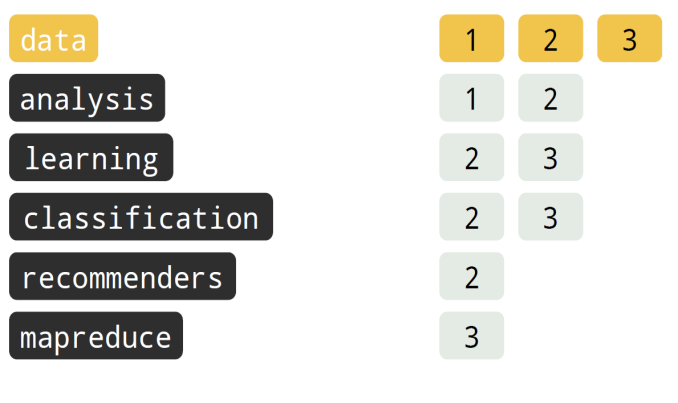 data 1 2 3
analysis 1 2
learning 2 3
classification 2 3
recommenders 2
mapreduce 3